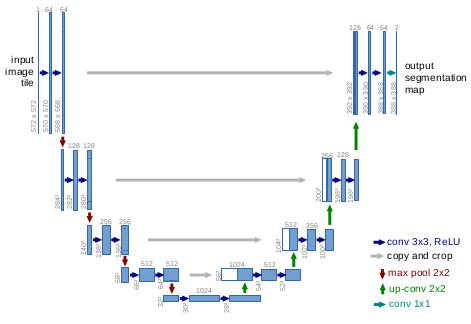 1 64 64
128 64 64 2
input
image
tile
output
segmentation
map
572 x 572
570 x 570
568 x 568
392 x 392
390 x 390
388 x 388
388 x 388
128 128
256 128
284²
282²
280²
200²
198²
196²
256 256
512 256
140²
138²
136²
104²
102²
100²
512 512
1024 512
68²
66²
64²
56²
54²
52²
1024
32²
30²
28²
conv 3x3, ReLU
copy and crop
max pool 2x2
up-conv 2x2
conv 1x1